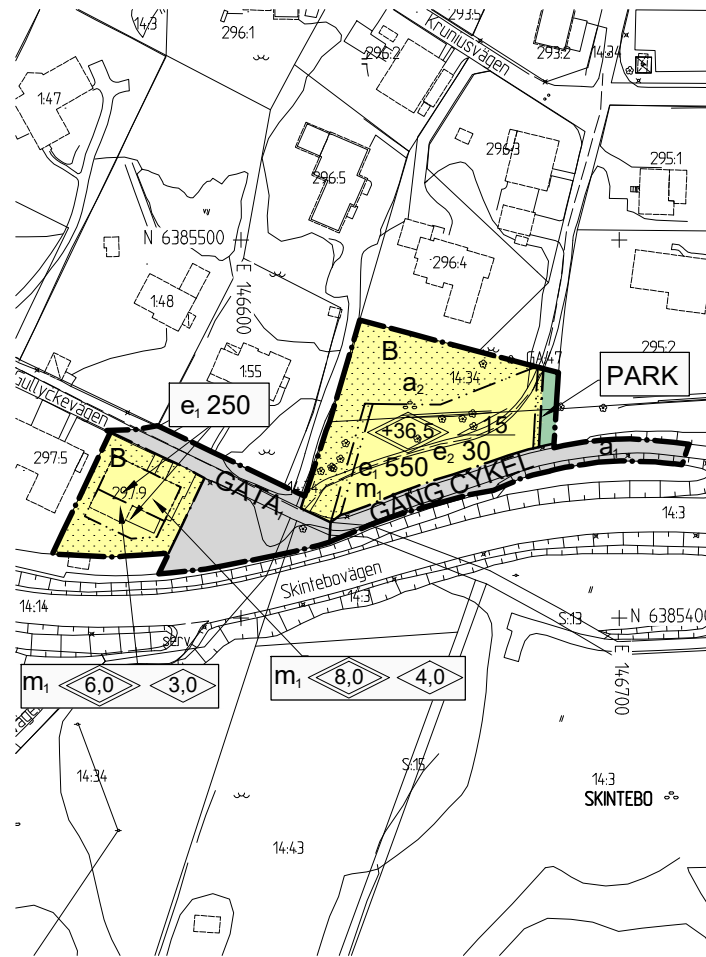 14:3
296:1
293:5
Kruniusvägen
296:2
293:2
14:34
1:47
296:5
296:3
295:1
N 6385500
E 146600
296:4
1:48
1:55
295:2
GA:47
B
14:34
a₂
PARK
Gullyckevägen
e₁ 250
+36,5
15
e₂ 30
e₁ 550
m₁
297:5
B
297:9
GATA₁
GÅNG CYKEL
a₁
14:3
Skintebovägen
14:3
14:14
serv
S:13
N 6385400
E 146700
m₁ 6,0 3,0
m₁ 8,0 4,0
S:15
14:34
14:3
SKINTEBO
14:43